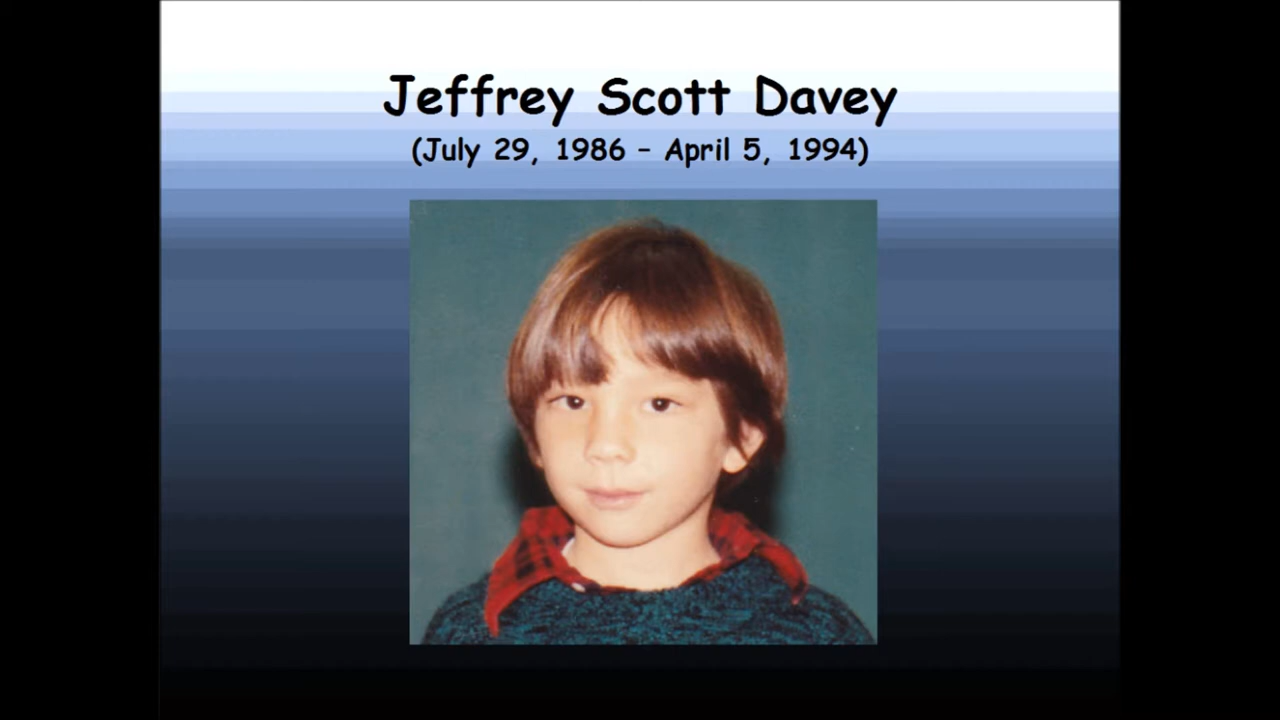 Jeffrey Scott Davey
(July 29, 1986 – April 5, 1994)